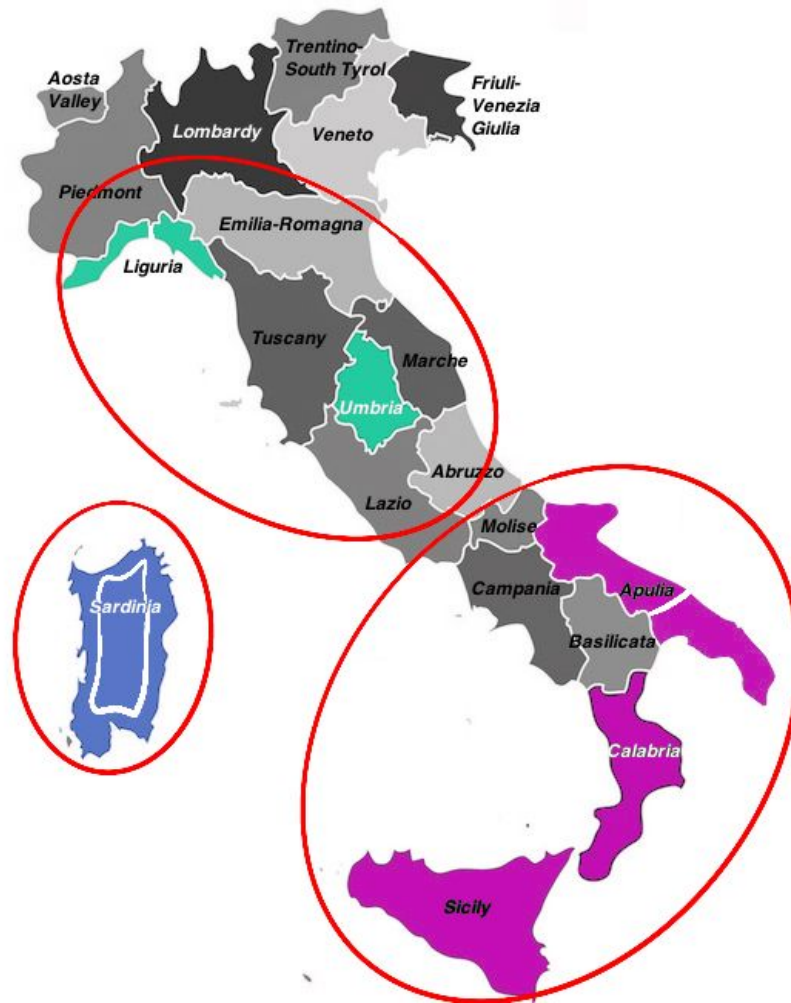 Trentino-
South Tyrol
Aosta
Valley
Friuli-
Venezia
Giulia
Lombardy
Veneto
Piedmont
Emilia-Romagna
Liguria
Tuscany
Marche
Umbria
Abruzzo
Lazio
Molise
Campania
Apulia
Sardinia
Basilicata
Calabria
Sicily